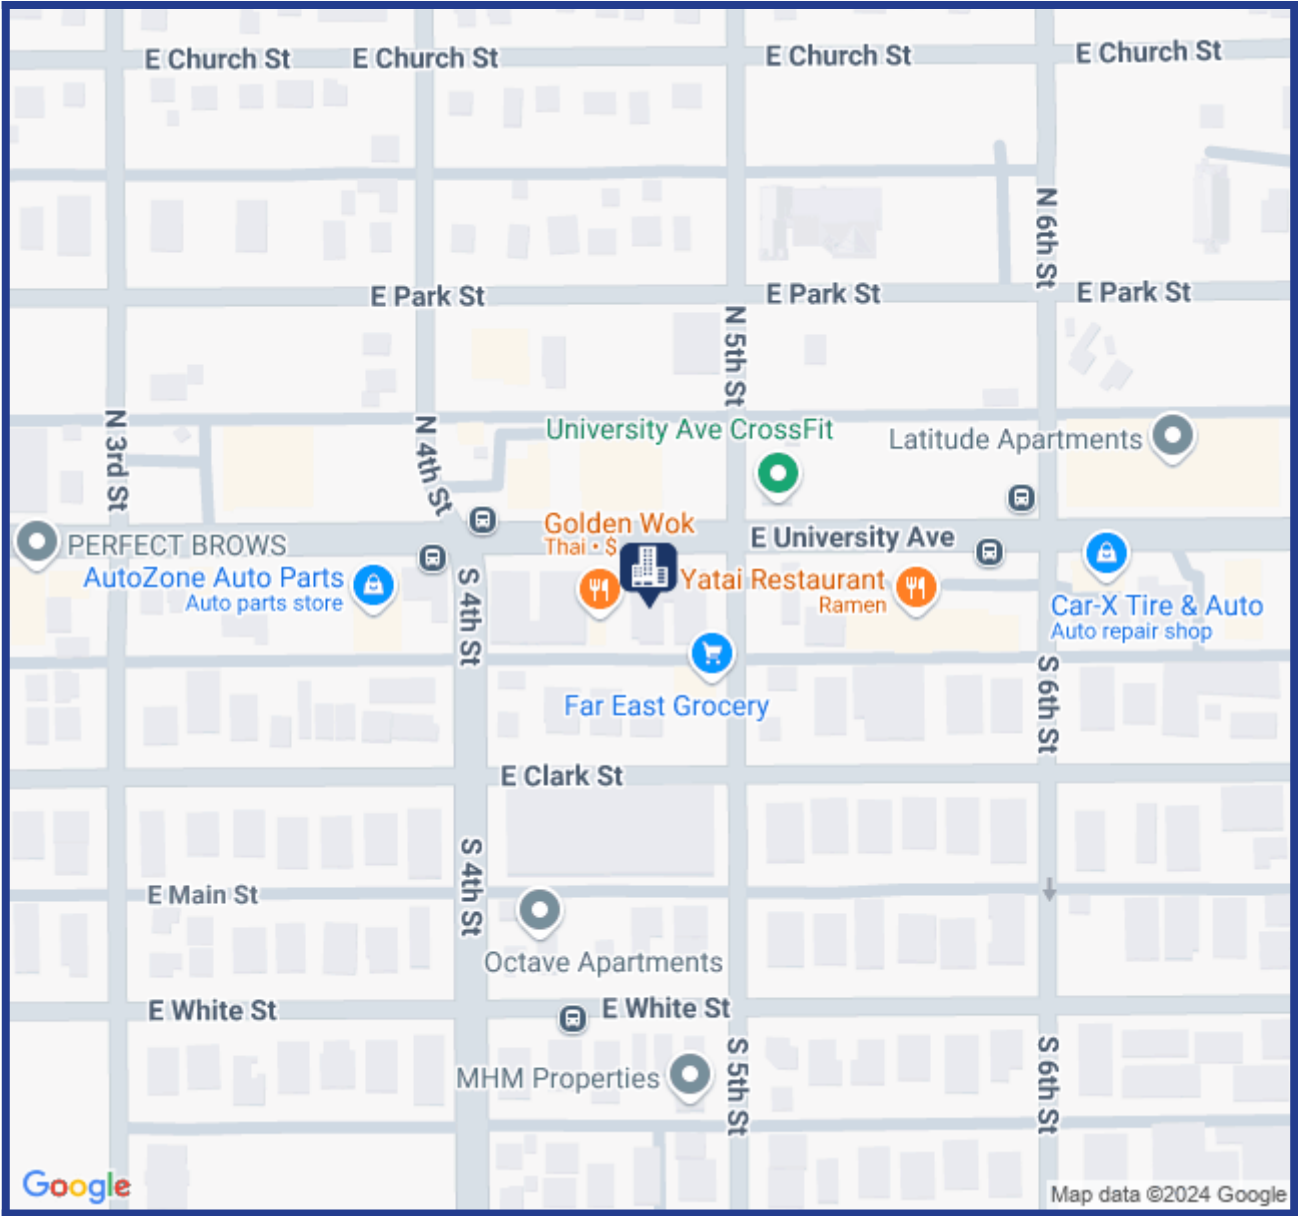 E Church St
E Church St
E Church St
E Church St
N 6th St
E Park St
E Park St
E Park St
N 5th St
N 3rd St
N 4th St
University Ave CrossFit
Latitude Apartments
Golden Wok
Thai • $
E University Ave
PERFECT BROWS
AutoZone Auto Parts
Auto parts store
Yatai Restaurant
Ramen
Car-X Tire & Auto
Auto repair shop
S 4th St
S 6th St
Far East Grocery
E Clark St
S 4th St
E Main St
Octave Apartments
E White St
E White St
MHM Properties
S 5th St
S 6th St
Google
Map data ©2024 Google